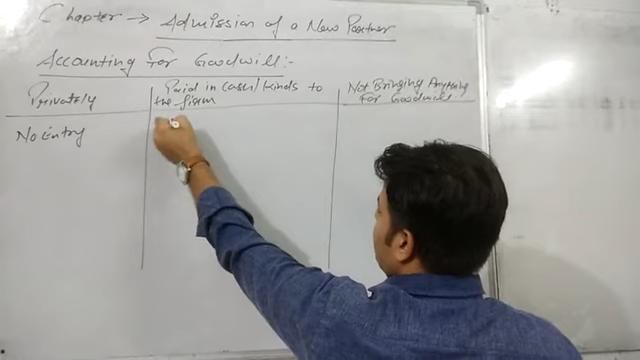 Chapter → Admission of a New Partner
Accounting For Goodwill:-
Privately
Paid in Cash/Kinds to
the firm
Not Bringing Anything
For Goodwill
No Entry